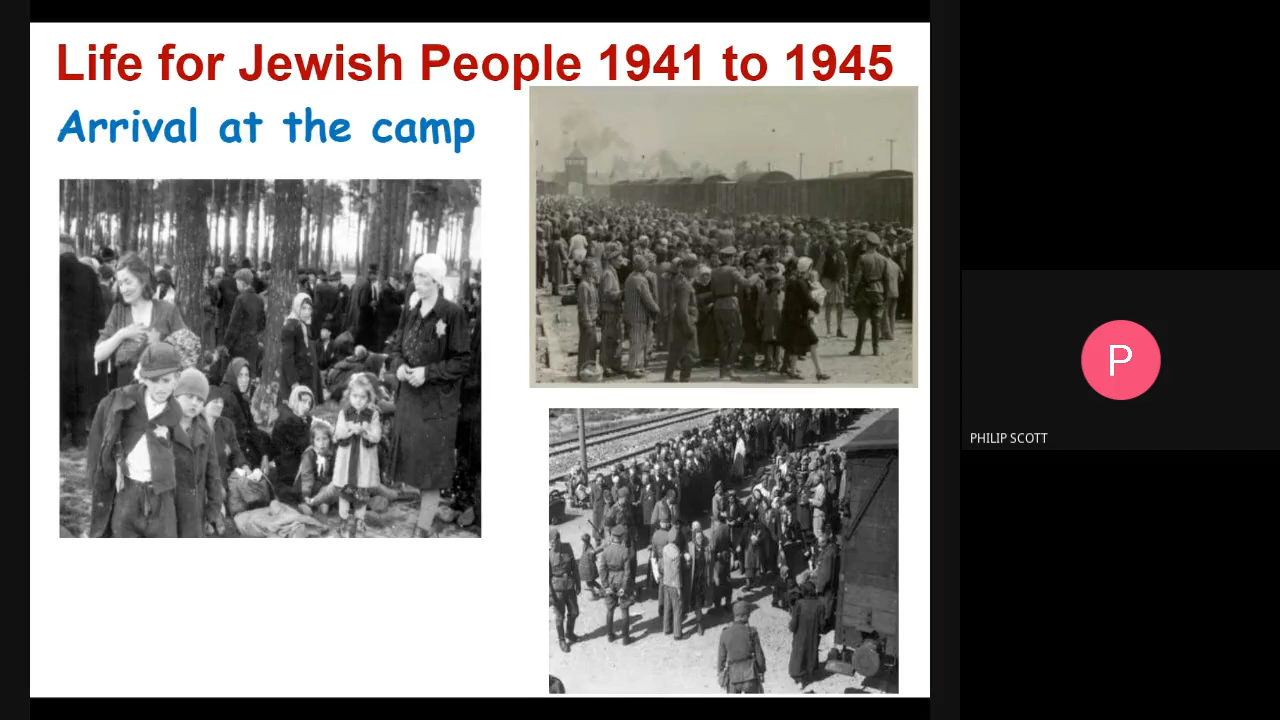 Life for Jewish People 1941 to 1945
Arrival at the camp
P
PHILIP SCOTT